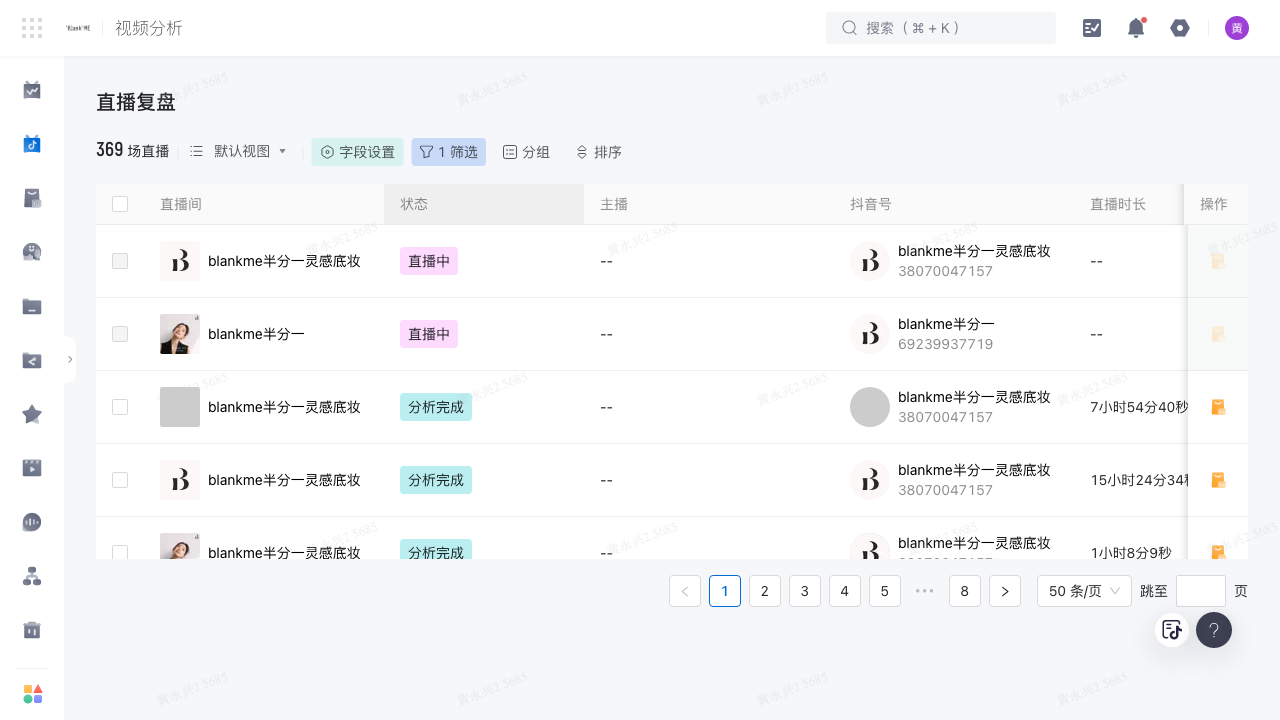 'Blank'ME
视频分析
搜索（⌘ + K ）
黄
直播复盘
369 场直播
默认视图
字段设置
1 筛选
分组
排序
直播间
状态
主播
抖音号
直播时长
操作
blankme半分一灵感底妆
直播中
--
blankme半分一灵感底妆
38070047157
--
blankme半分一
直播中
--
blankme半分一
69239937719
--
blankme半分一灵感底妆
分析完成
--
blankme半分一灵感底妆
38070047157
7小时54分40秒
blankme半分一灵感底妆
分析完成
--
blankme半分一灵感底妆
38070047157
15小时24分34秒
blankme半分一灵感底妆
分析完成
--
blankme半分一灵感底妆
38070047157
1小时8分9秒
1
2
3
4
5
•••
8
50 条/页
跳至
页
?
黄永兴2 5685